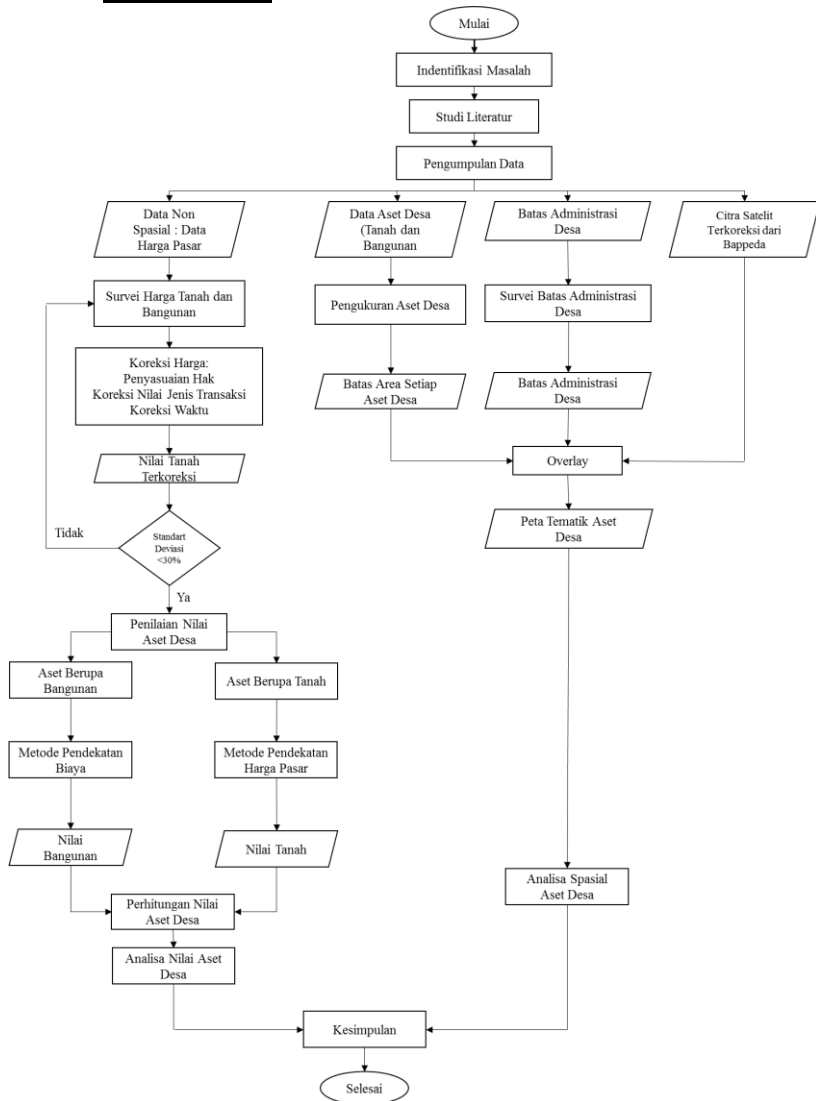 Mulai
Indentifikasi Masalah
Studi Literatur
Pengumpulan Data
Data Non
Spasial : Data
Harga Pasar
Data Aset Desa
(Tanah dan
Bangunan
Batas Administrasi
Desa
Citra Satelit
Terkoreksi dari
Bappeda
Survei Harga Tanah dan
Bangunan
Pengukuran Aset Desa
Survei Batas Administrasi
Desa
Koreksi Harga:
Penyasuaian Hak
Koreksi Nilai Jenis Transaksi
Koreksi Waktu
Batas Area Setiap
Aset Desa
Batas Administrasi
Desa
Nilai Tanah
Terkoreksi
Overlay
Tidak
Standart
Deviasi
<30%
Peta Tematik Aset
Desa
Ya
Penilaian Nilai
Aset Desa
Aset Berupa
Bangunan
Aset Berupa Tanah
Metode Pendekatan
Biaya
Metode Pendekatan
Harga Pasar
Nilai
Bangunan
Nilai Tanah
Analisa Spasial
Aset Desa
Perhitungan Nilai
Aset Desa
Analisa Nilai Aset
Desa
Kesimpulan
Selesai